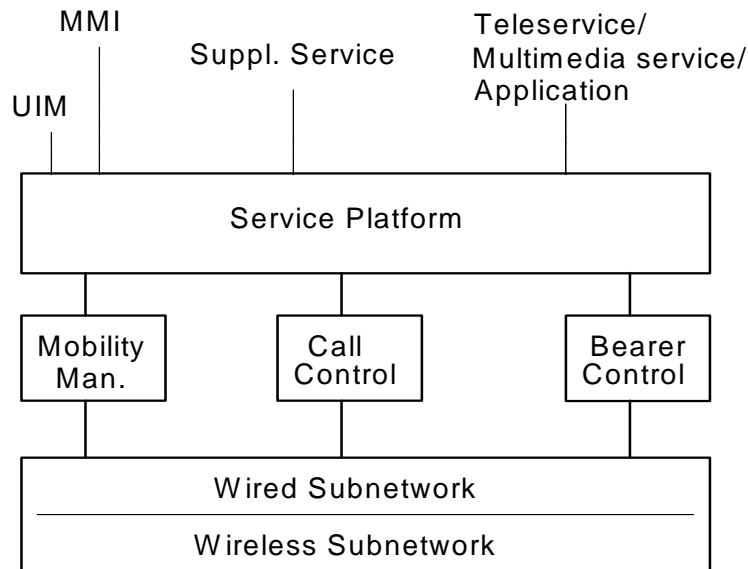 MMI
Suppl. Service
Teleservice/
Multimedia service/
Application
UIM
Service Platform
Mobility
Man.
Call
Control
Bearer
Control
Wired Subnetwork
Wireless Subnetwork